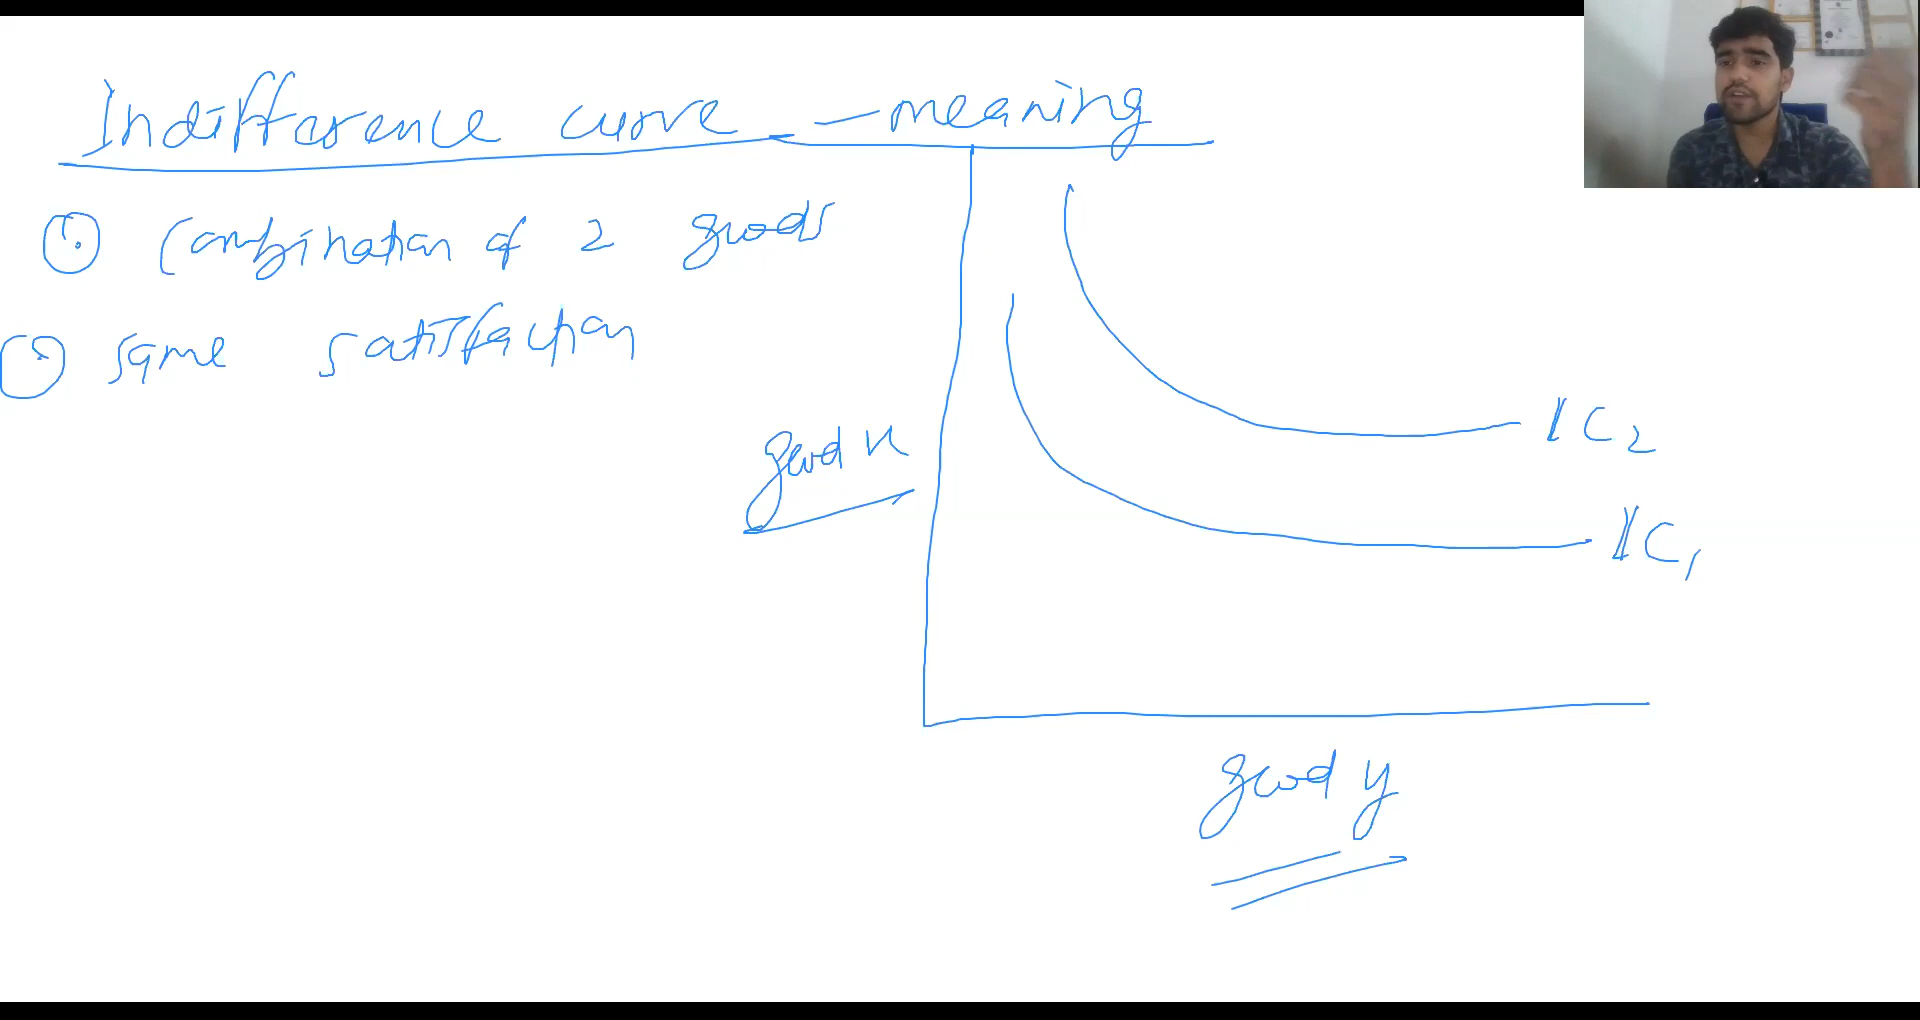 Indifference curve - meaning
1. Combination of 2 goods
2. Same satisfaction
good x
IC2
IC1
good y